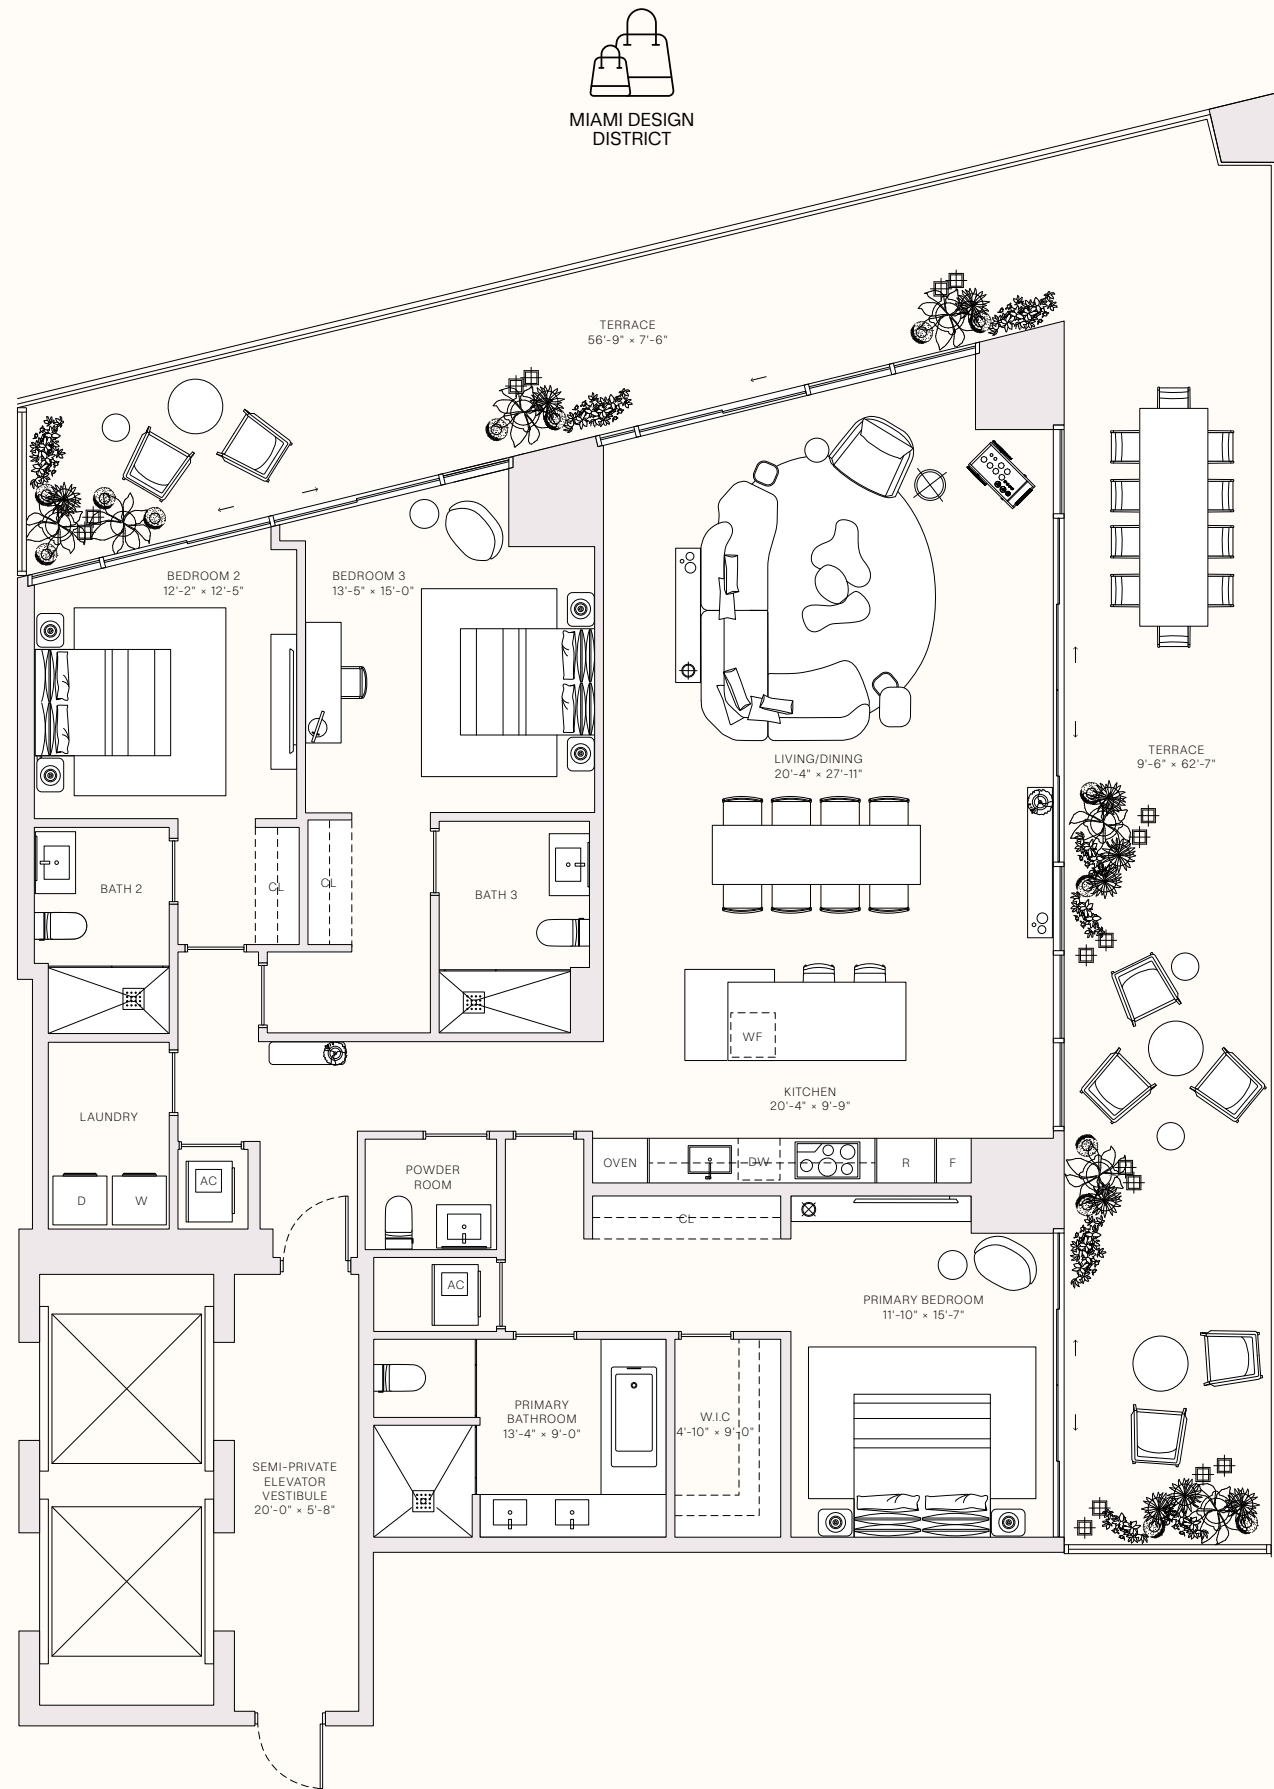 MIAMI DESIGN
DISTRICT
TERRACE
56'-9" × 7'-6"
BEDROOM 2
12'-2" × 12'-5"
BEDROOM 3
13'-5" × 15'-0"
LIVING/DINING
20'-4" × 27'-11"
TERRACE
9'-6" × 62'-7"
BATH 2
CL
CL
BATH 3
WF
KITCHEN
20'-4" × 9'-9"
LAUNDRY
D
W
AC
POWDER
ROOM
OVEN
DW
R
F
CL
AC
PRIMARY BEDROOM
11'-10" × 15'-7"
PRIMARY
BATHROOM
13'-4" × 9'-0"
W.I.C
4'-10" × 9'-0"
SEMI-PRIVATE
ELEVATOR
VESTIBULE
20'-0" × 5'-8"